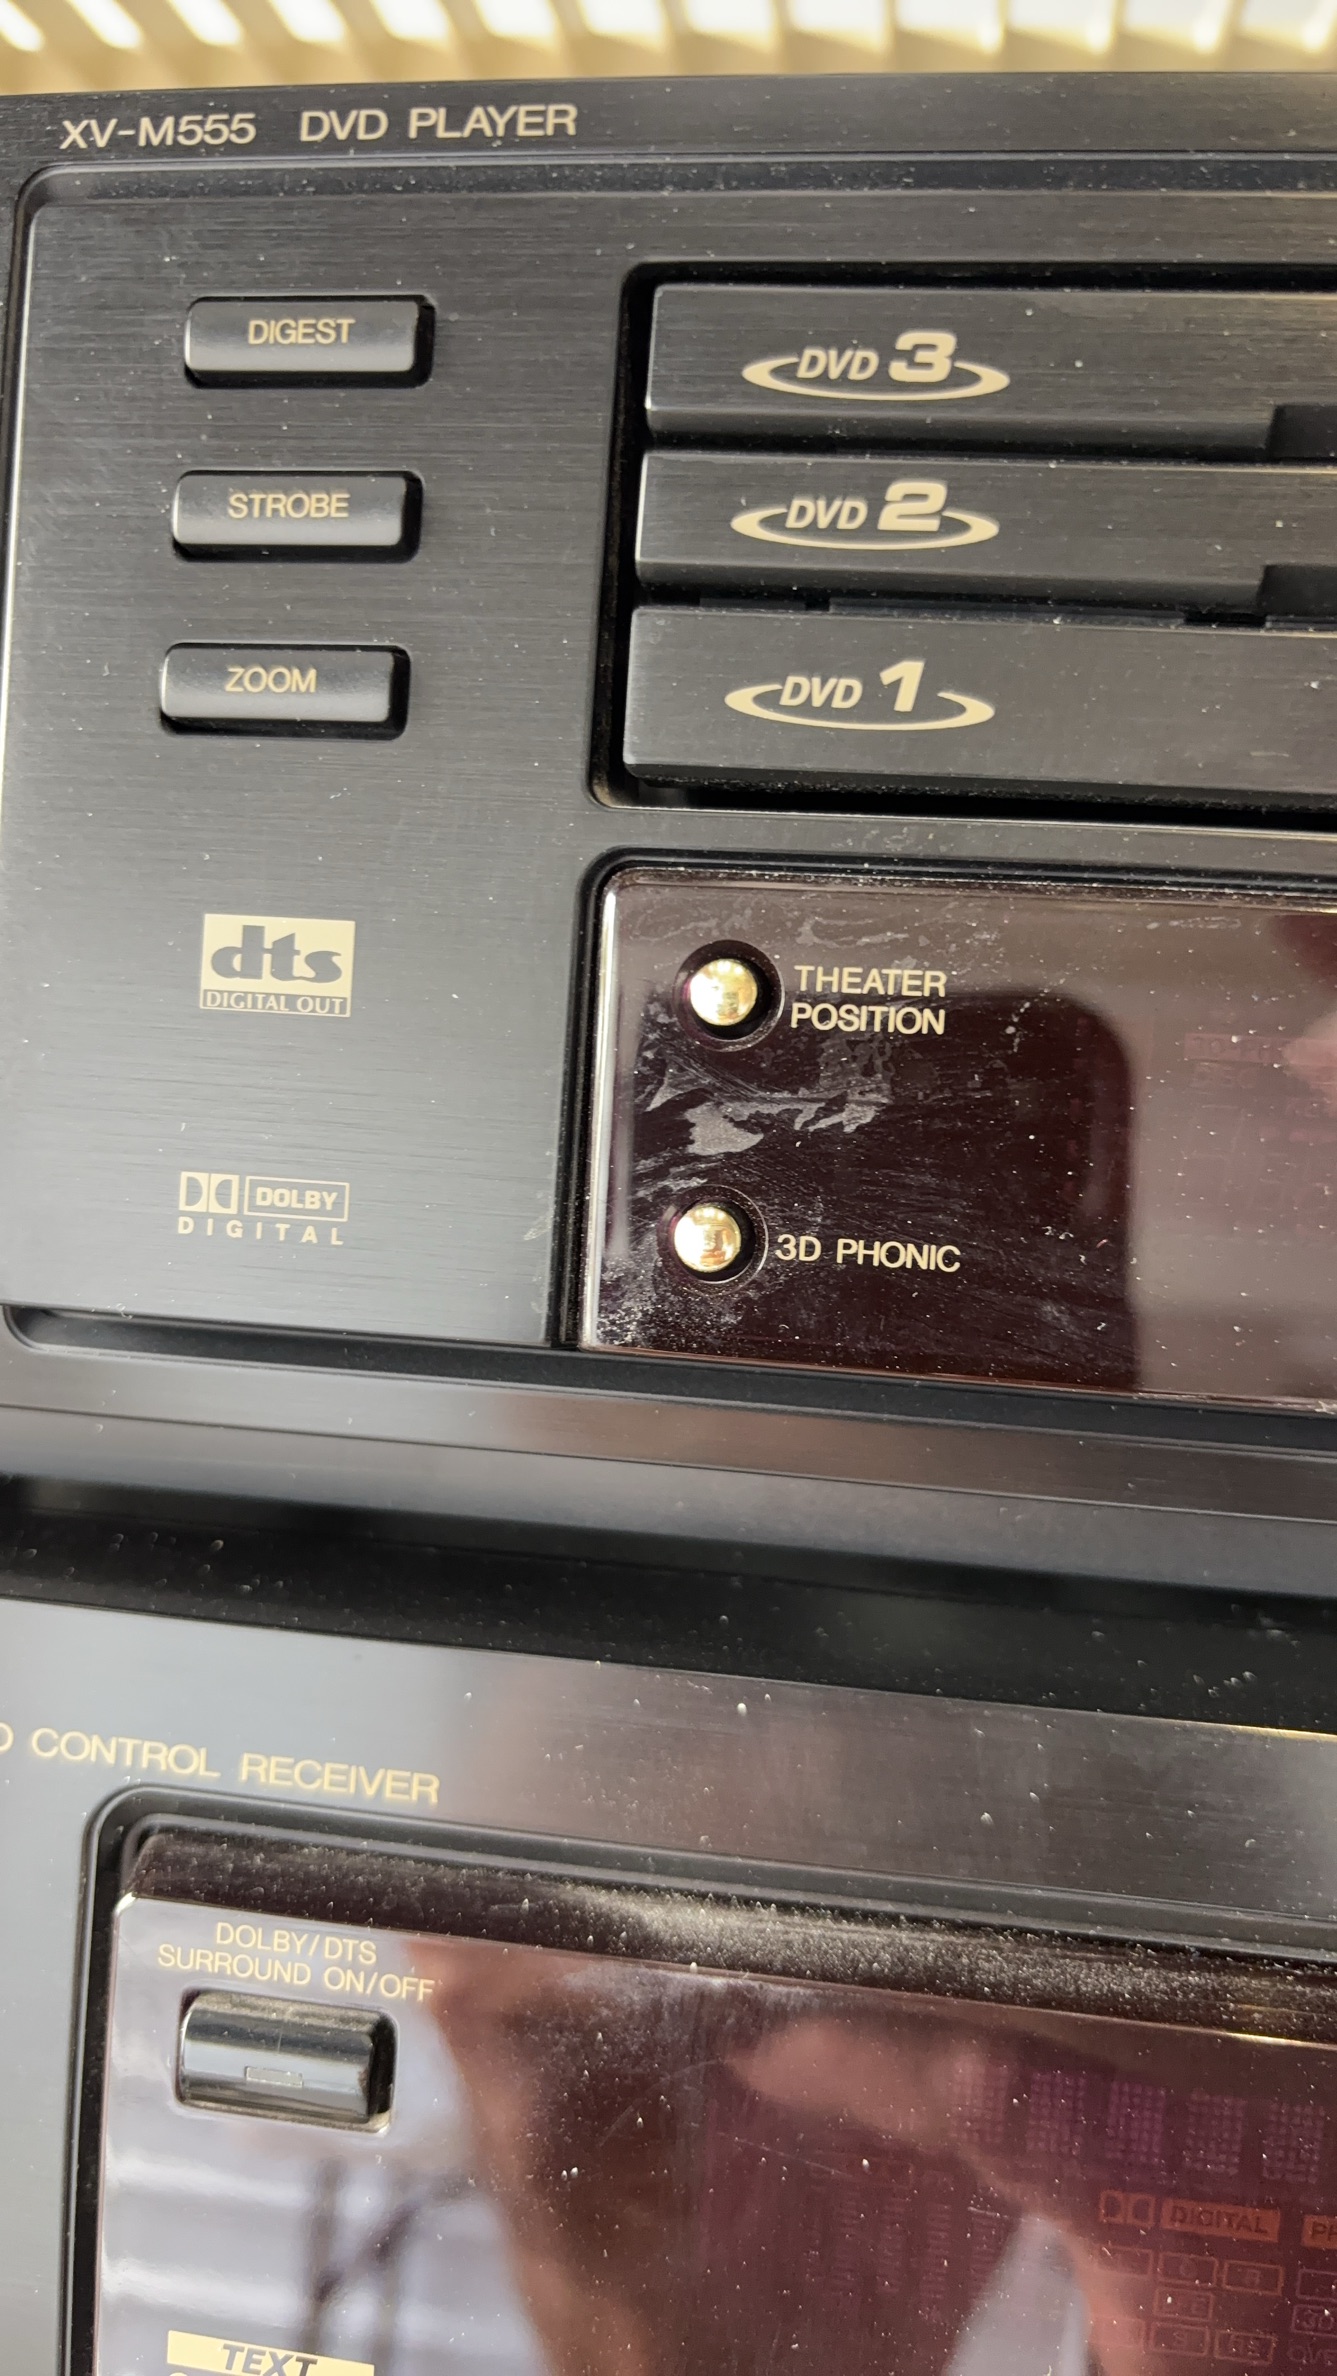 XV-M555 DVD PLAYER
DIGEST
DVD 3
STROBE
DVD 2
ZOOM
DVD 1
dts
DIGITAL OUT
THEATER
POSITION
DOLBY
DIGITAL
3D PHONIC
CONTROL RECEIVER
DOLBY/DTS
SURROUND ON/OFF
DIGITAL
TEXT